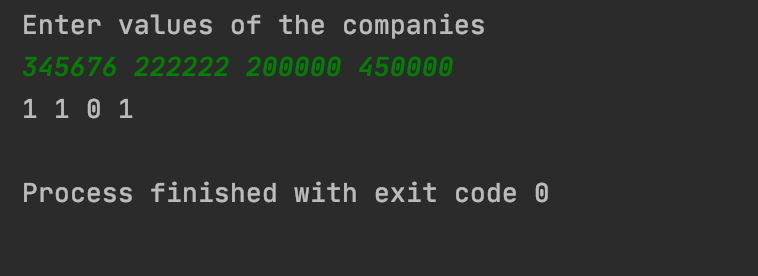 Enter values of the companies
345676 222222 200000 450000
1 1 0 1
Process finished with exit code 0